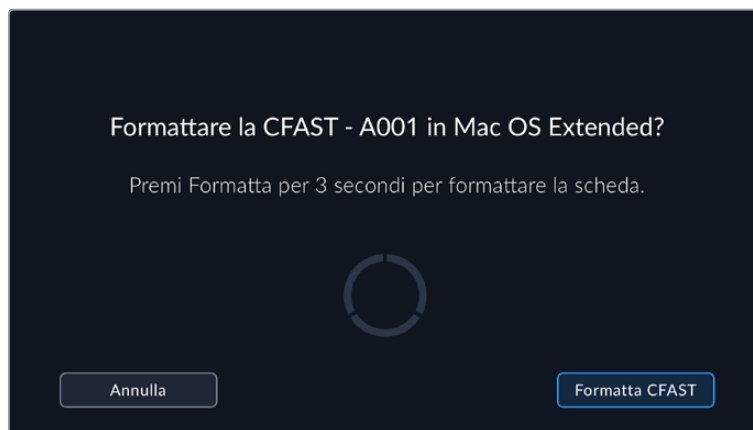 Formattare la CFAST - A001 in Mac OS Extended?
Premi Formatta per 3 secondi per formattare la scheda.
Annulla
Formatta CFAST